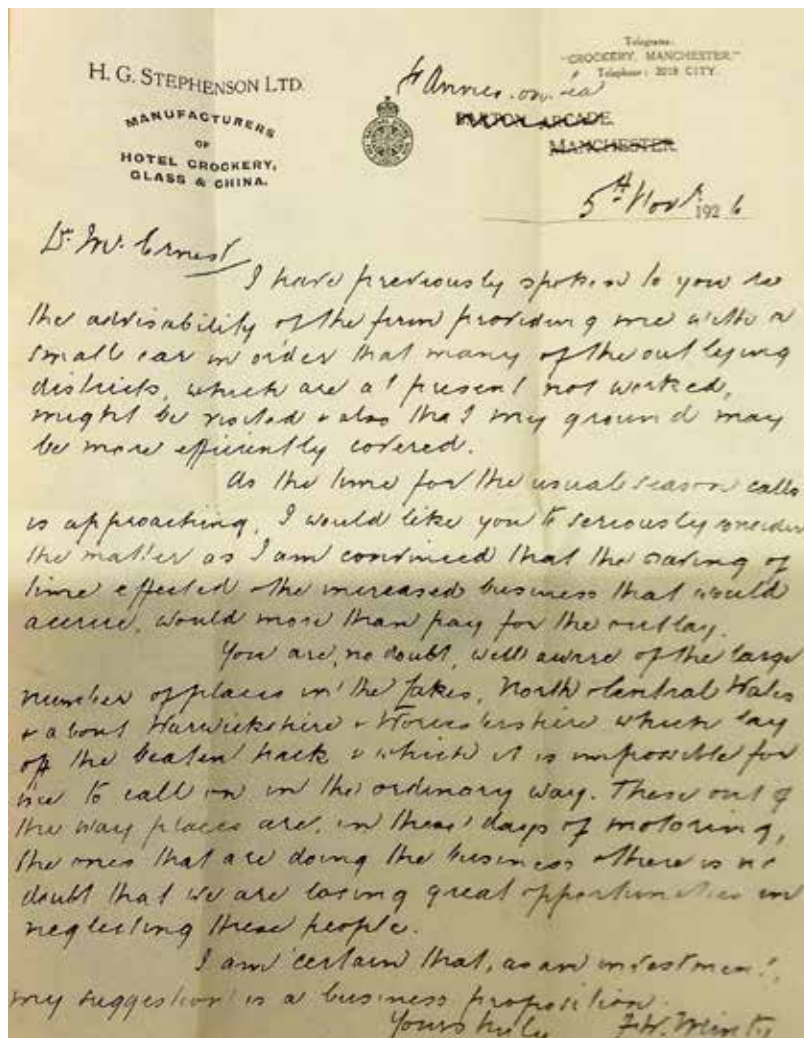 Telegrams:
"CROCKERY, MANCHESTER."
Telephone: 2018 CITY.
H. G. STEPHENSON LTD.
MANUFACTURERS
OF
HOTEL CROCKERY,
GLASS & CHINA.
St Annes-on-Sea
BARTON ARCADE
MANCHESTER
5th Novr. 1926
Dr. Mr. Ernest
I have previously spoken to you re
the advisability of the firm providing me with a
small car in order that many of the outlying
districts, which are at present not worked,
might be visited & also that my ground may
be more efficiently covered.
As the time for the usual season calls
is approaching, I would like you to seriously consider
the matter as I am convinced that the saving of
time effected & the increased business that would
accrue, would more than pay for the outlay.
You are, no doubt, well aware of the large
number of places in the Lakes, North & Central Wales
& about Warwickshire & Worcestershire which lay
off the beaten track & which it is impossible for
me to call on in the ordinary way. These out of
the way places are, in these days of motoring,
the ones that are doing the business & there is no
doubt that we are losing great opportunities in
neglecting these people.
I am certain that, as an investment,
my suggestion is a business proposition.
Yours truly F.W. Minty